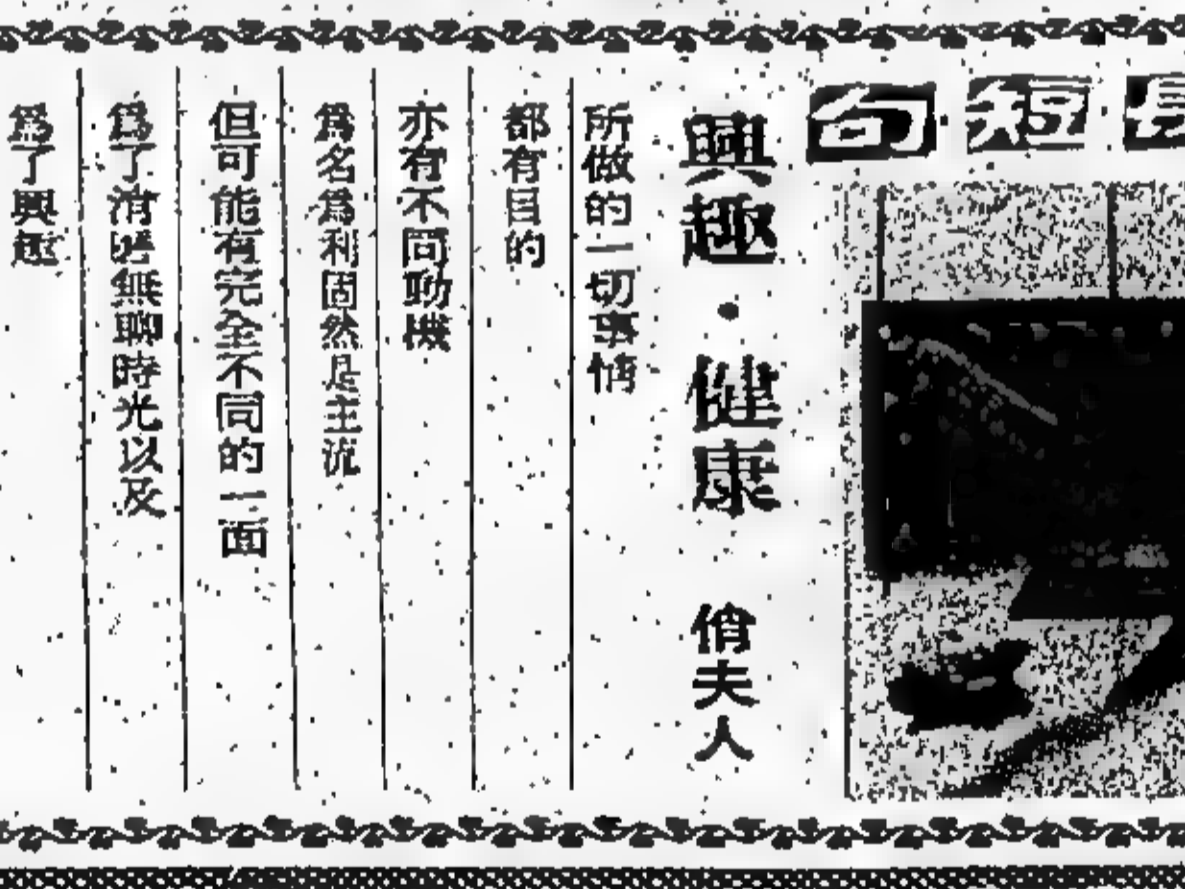 長短句
興趣·健康
俏夫人
所做的一切事情
都有目的
亦有不同動機
爲名爲利固然是主流
但可能有完全不同的一面
爲了消磨無聊時光以及
爲了興趣